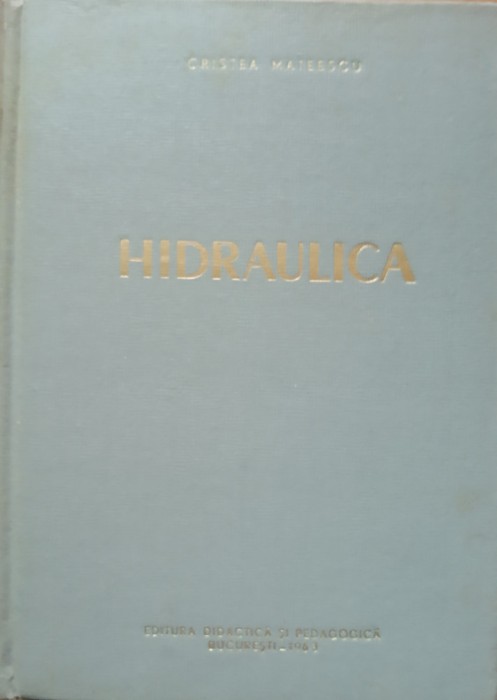 CRISTEA MATEESCU
HIDRAULICA
EDITURA DIDACTICĂ ȘI PEDAGOGICĂ
BUCUREȘTI - 1963